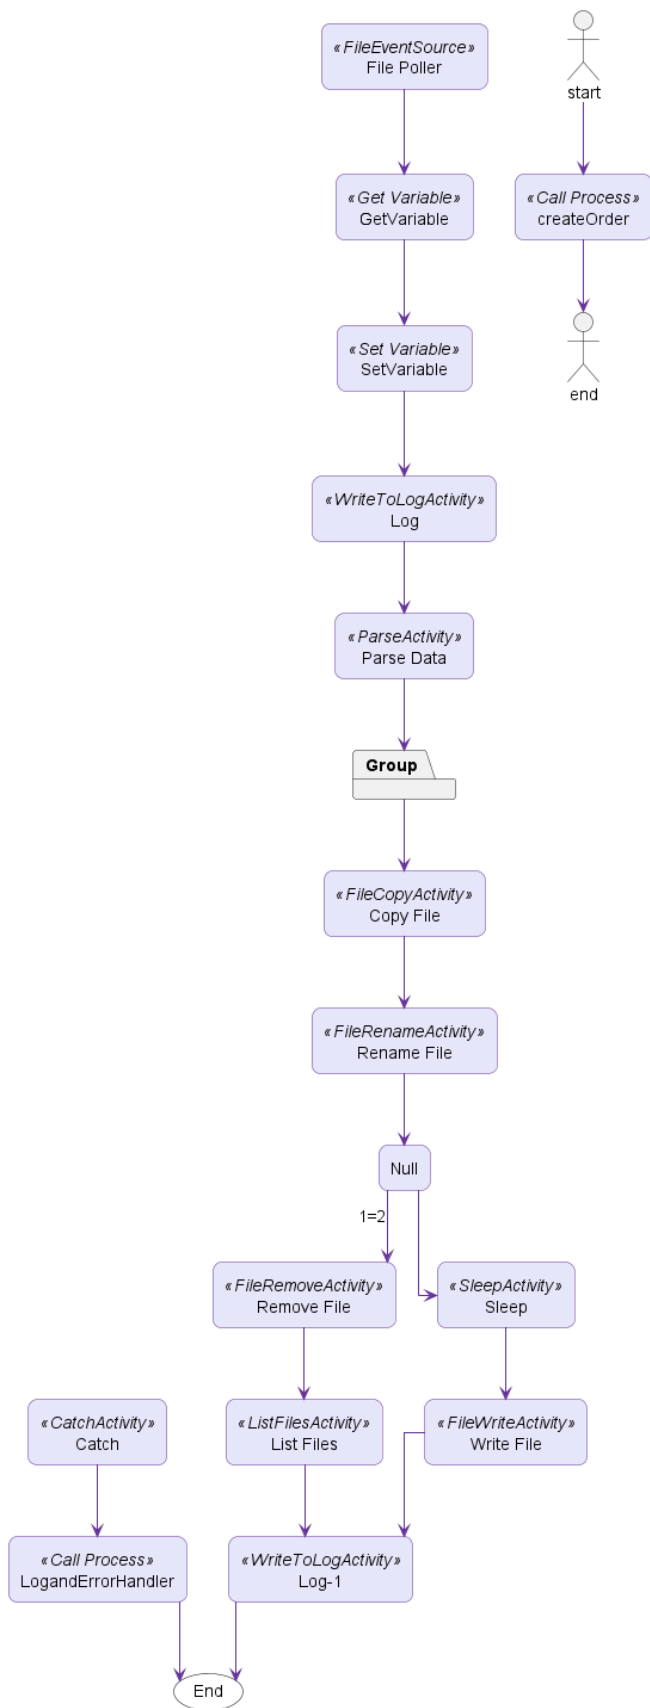 «FileEventSource»
File Poller
start
«Get Variable»
GetVariable
«Call Process»
createOrder
«Set Variable»
SetVariable
end
«WriteToLogActivity»
Log
«ParseActivity»
Parse Data
Group
«FileCopyActivity»
Copy File
«FileRenameActivity»
Rename File
Null
1=2
«FileRemoveActivity»
Remove File
«SleepActivity»
Sleep
«CatchActivity»
Catch
«ListFilesActivity»
List Files
«FileWriteActivity»
Write File
«Call Process»
LogandErrorHandler
«WriteToLogActivity»
Log-1
End